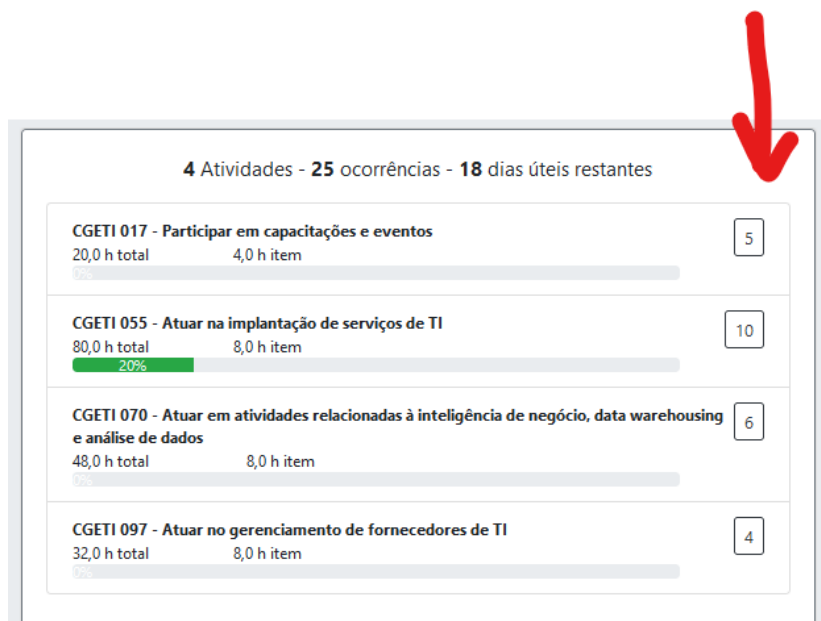 4 Atividades - 25 ocorrências - 18 dias úteis restantes
CGETI 017 - Participar em capacitações e eventos
5
20,0 h total 4,0 h item
0%
CGETI 055 - Atuar na implantação de serviços de TI
10
80,0 h total 8,0 h item
20%
CGETI 070 - Atuar em atividades relacionadas à inteligência de negócio, data warehousing
e análise de dados
6
48,0 h total 8,0 h item
0%
CGETI 097 - Atuar no gerenciamento de fornecedores de TI
4
32,0 h total 8,0 h item
0%